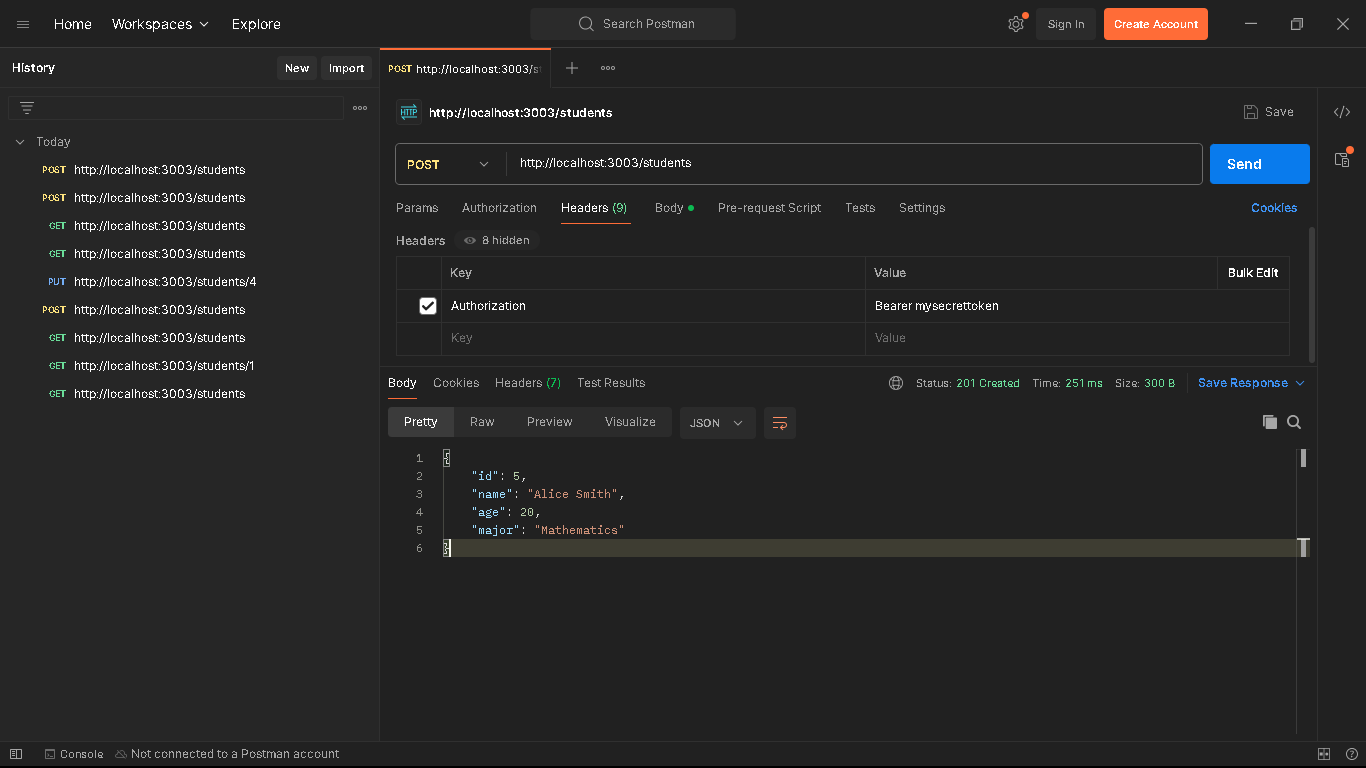 Home Workspaces Explore Search Postman Sign In Create Account
History New Import
POST http://localhost:3003/st
HTTP http://localhost:3003/students Save
Today
POST http://localhost:3003/students
POST http://localhost:3003/students
GET http://localhost:3003/students
GET http://localhost:3003/students
PUT http://localhost:3003/students/4
POST http://localhost:3003/students
GET http://localhost:3003/students
GET http://localhost:3003/students/1
GET http://localhost:3003/students
POST http://localhost:3003/students Send
Params Authorization Headers (9) Body Pre-request Script Tests Settings Cookies
Headers 8 hidden
Key Value Bulk Edit
Authorization Bearer mysecrettoken
Key Value
Body Cookies Headers (7) Test Results Status: 201 Created Time: 251 ms Size: 300 B Save Response
Pretty Raw Preview Visualize JSON
1 {
2 "id": 5,
3 "name": "Alice Smith",
4 "age": 20,
5 "major": "Mathematics"
6 }
Console Not connected to a Postman account